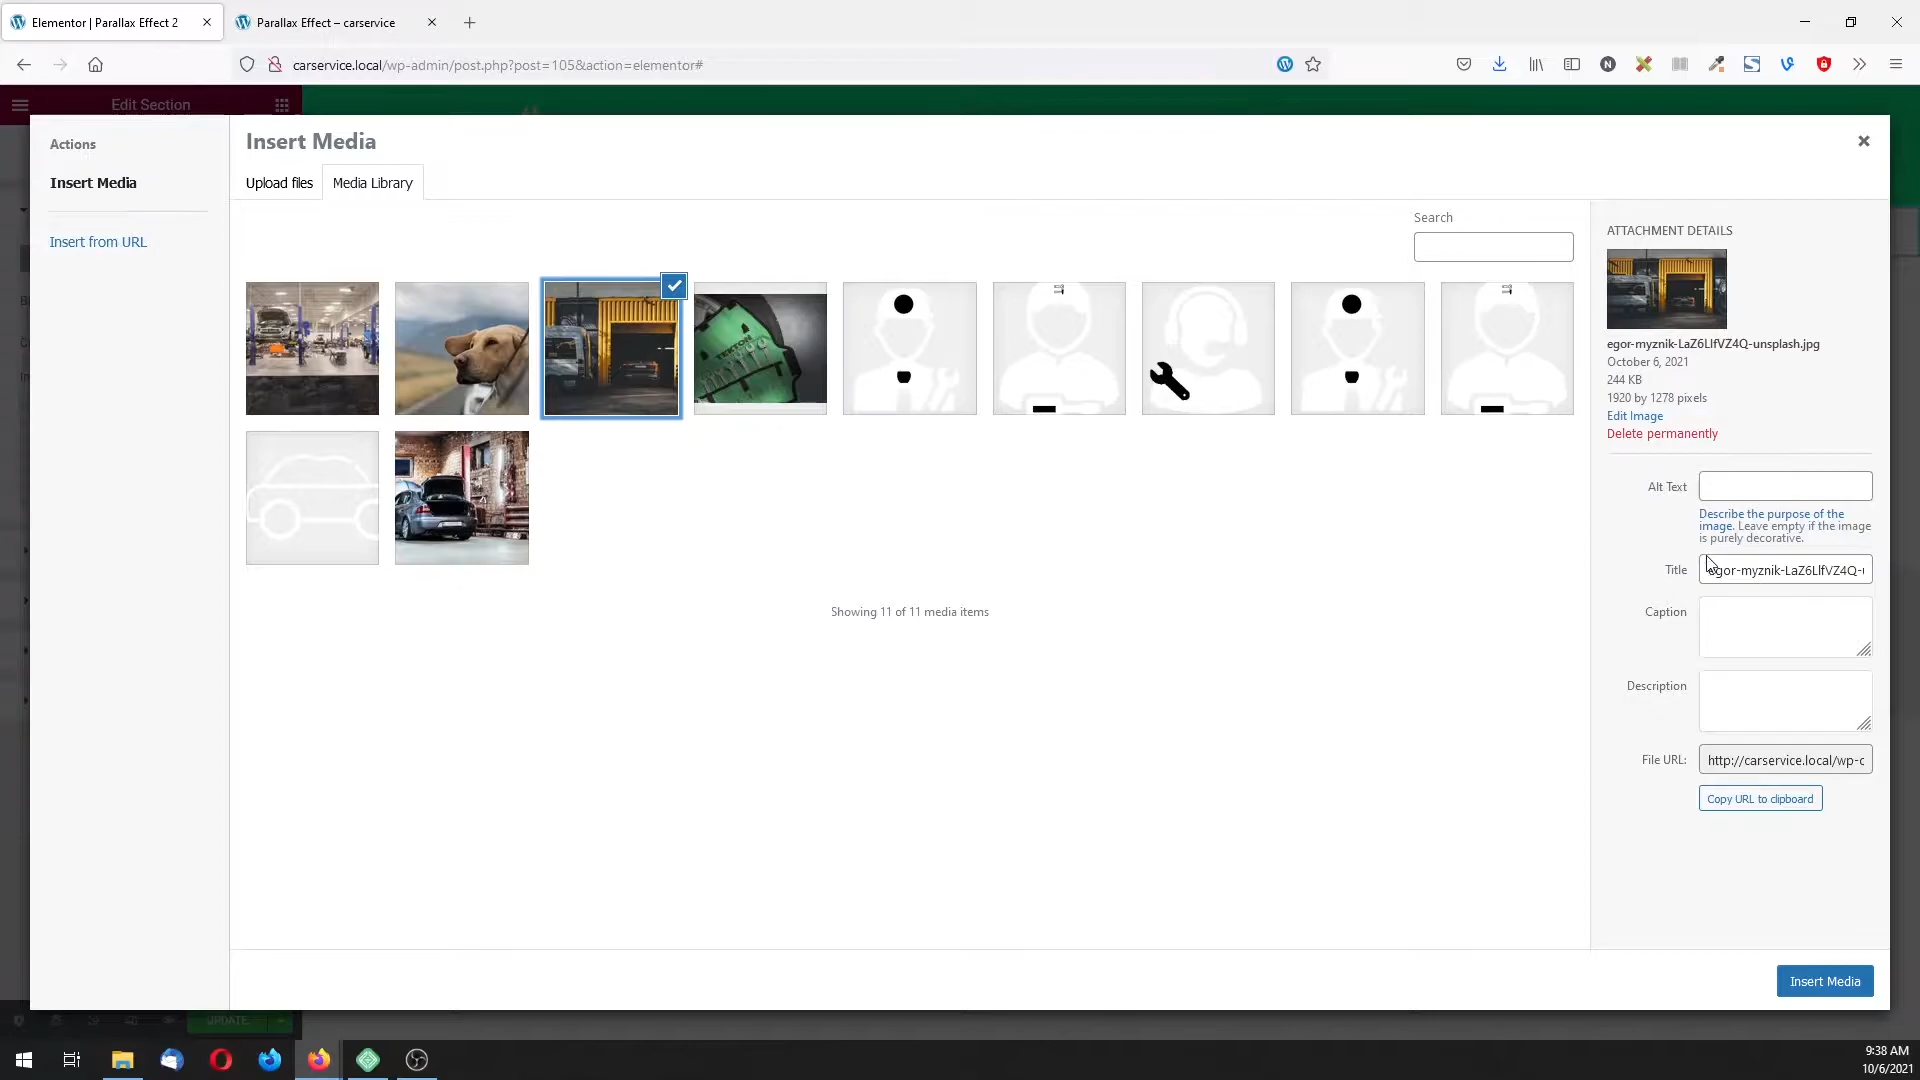 Elementor | Parallax Effect 2
Parallax Effect – carservice
carservice.local/wp-admin/post.php?post=105&action=elementor#
Edit Section
Actions
Insert Media
Insert from URL
Insert Media
Upload files
Media Library
Search
TEKTON
Showing 11 of 11 media items
ATTACHMENT DETAILS
egor-myznik-LaZ6LlfVZ4Q-unsplash.jpg
October 6, 2021
244 KB
1920 by 1278 pixels
Edit Image
Delete permanently
Alt Text
Describe the purpose of the
image. Leave empty if the image
is purely decorative.
Title
egor-myznik-LaZ6LlfVZ4Q-
Caption
Description
File URL:
http://carservice.local/wp-c
Copy URL to clipboard
Insert Media
UPDATE
9:38 AM
10/6/2021